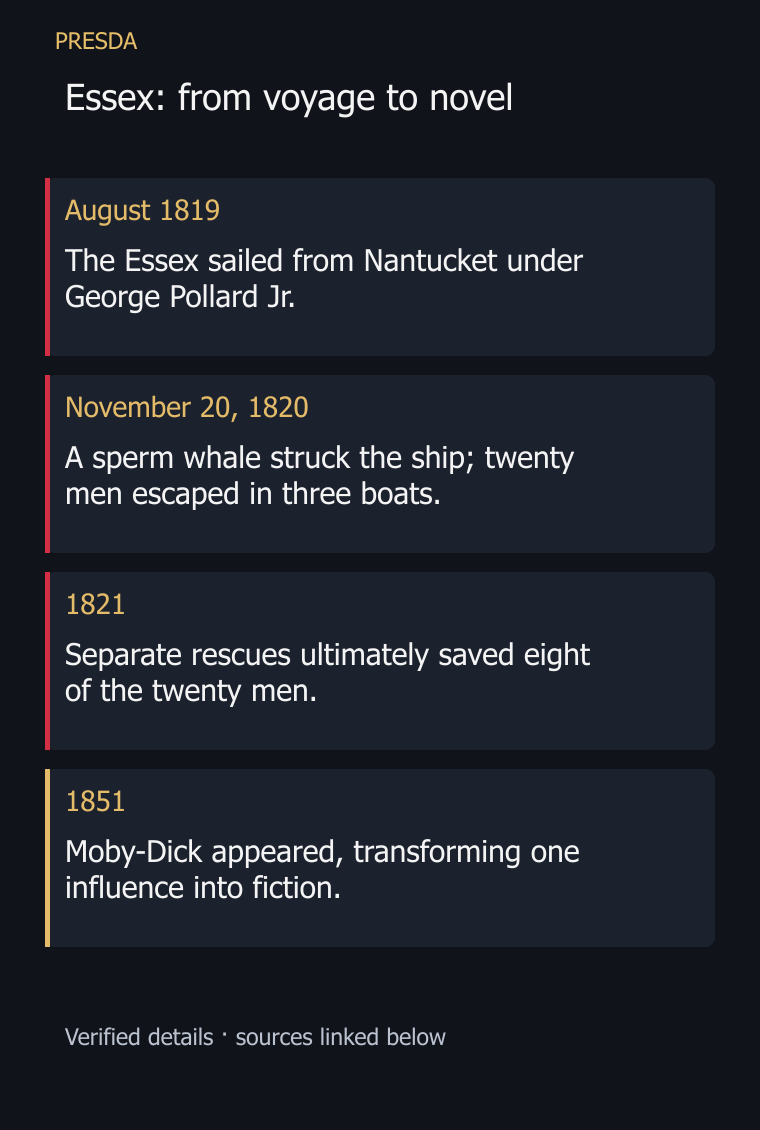 PRESDA
Essex: from voyage to novel
August 1819
The Essex sailed from Nantucket under
George Pollard Jr.
November 20, 1820
A sperm whale struck the ship; twenty
men escaped in three boats.
1821
Separate rescues ultimately saved eight
of the twenty men.
1851
Moby-Dick appeared, transforming one
influence into fiction.
Verified details · sources linked below